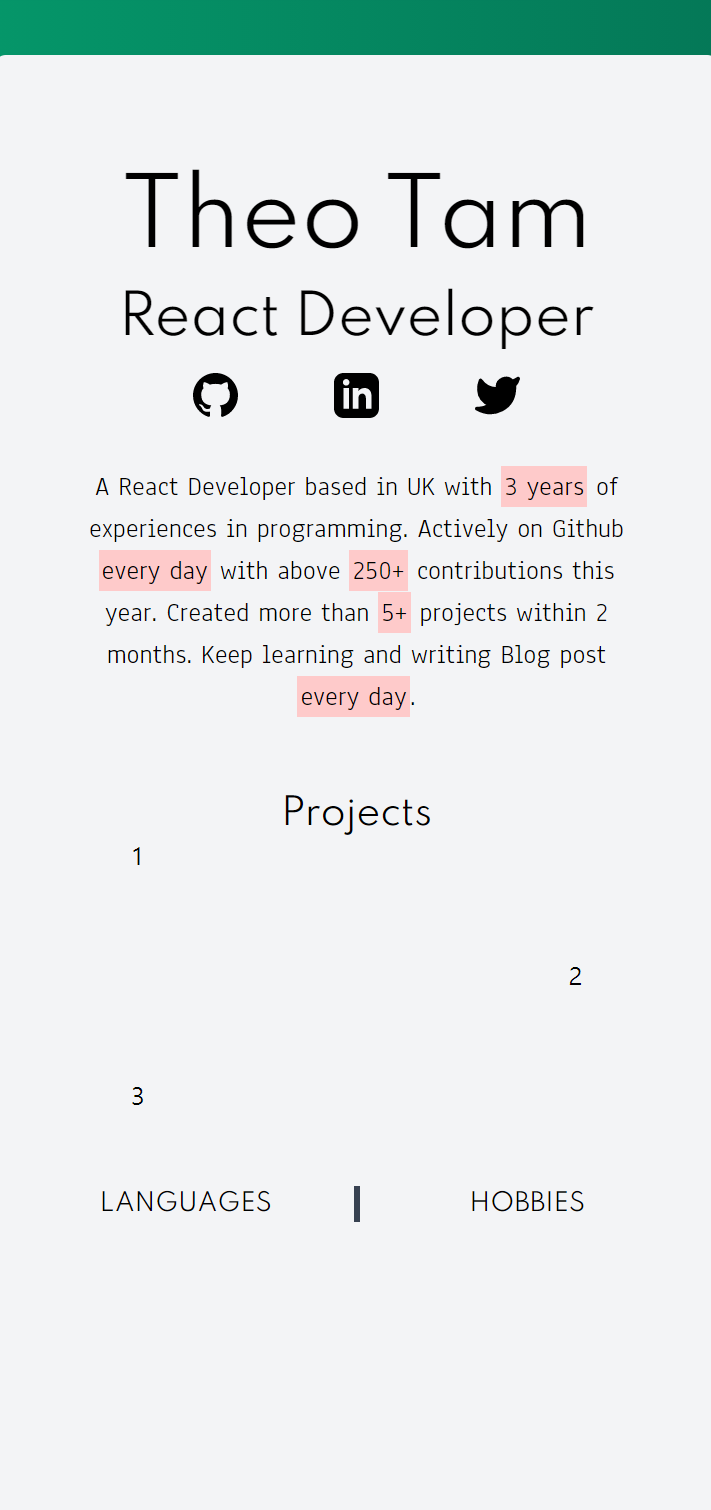 Theo Tam
React Developer
in
A React Developer based in UK with 3 years of
experiences in programming. Actively on Github
every day with above 250+ contributions this
year. Created more than 5+ projects within 2
months. Keep learning and writing Blog post
every day.
Projects
1
2
3
LANGUAGES
HOBBIES